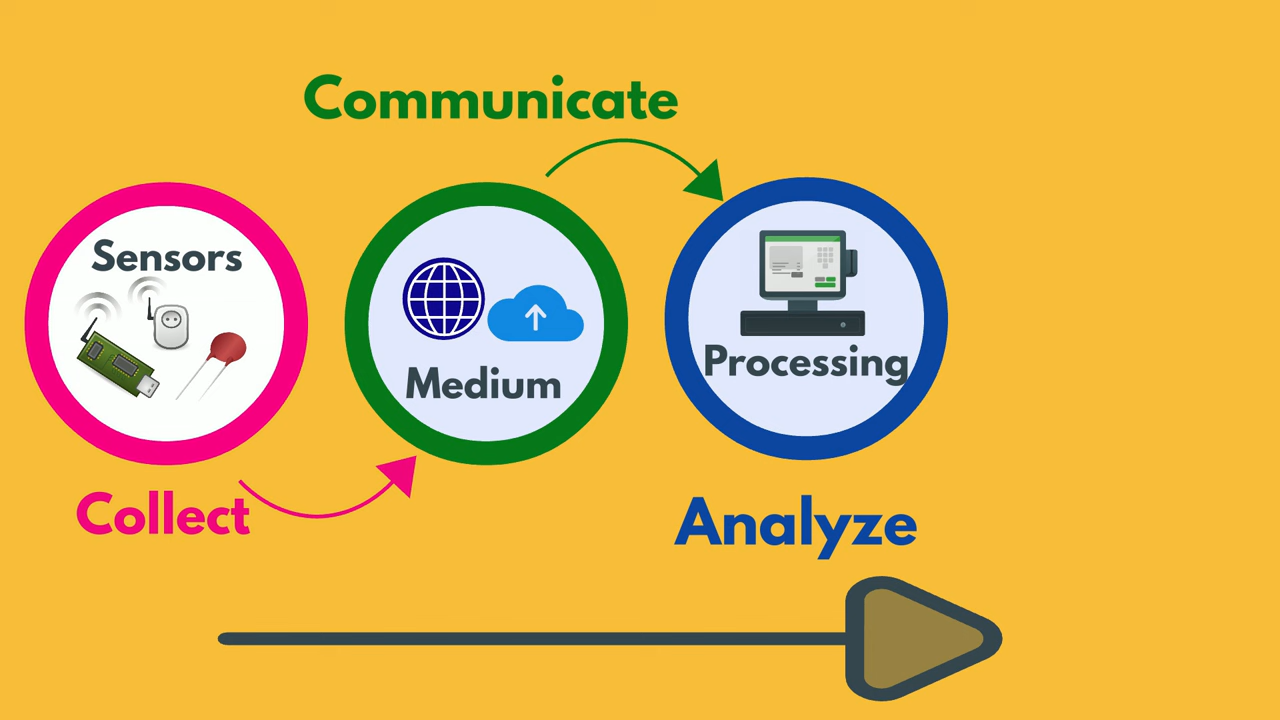 Communicate
Sensors
Medium
Processing
Collect
Analyze